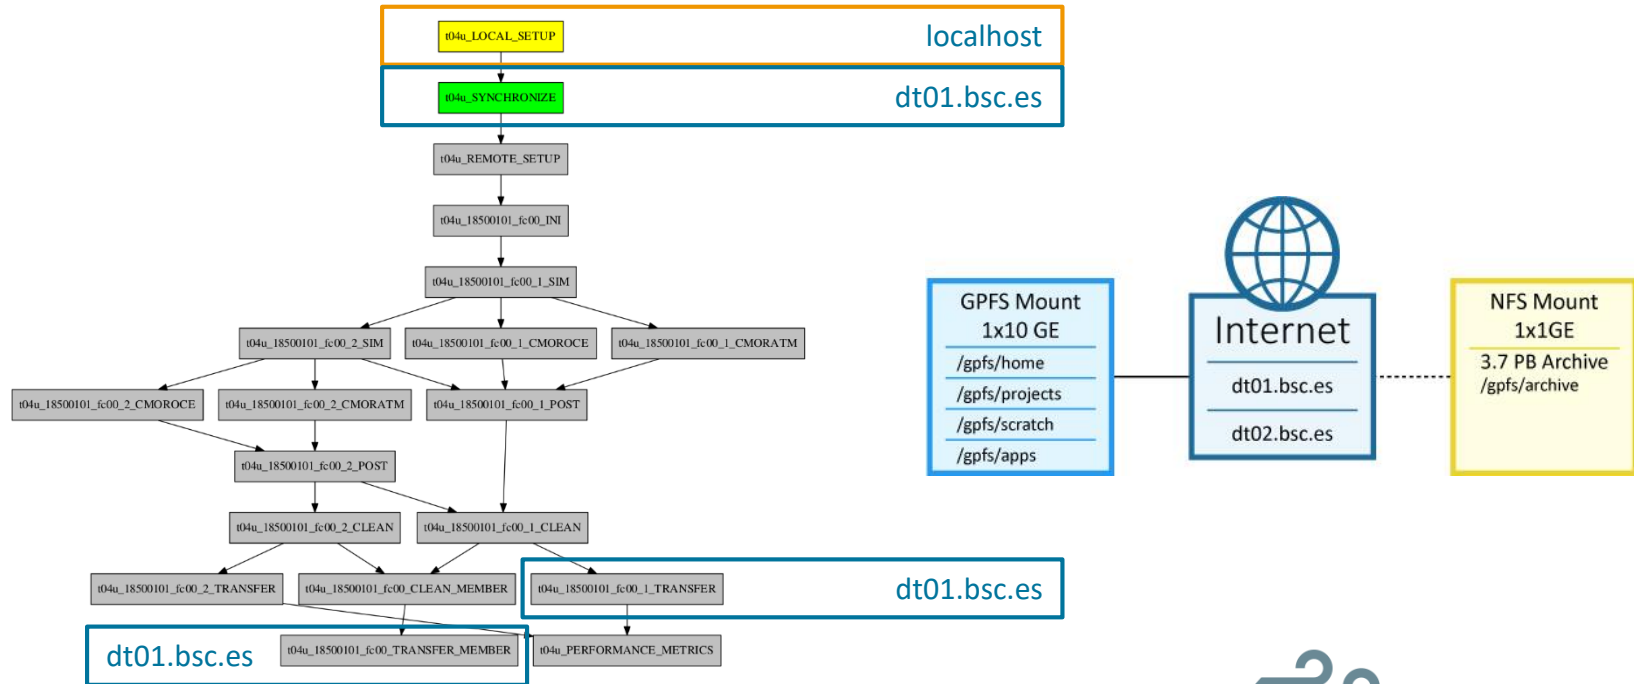 t04u_LOCAL_SETUP
localhost
t04u_SYNCHRONIZE
dt01.bsc.es
t04u_REMOTE_SETUP
t04u_18500101_fc00_INI
t04u_18500101_fc00_1_SIM
t04u_18500101_fc00_2_SIM
t04u_18500101_fc00_1_CMOROCE
t04u_18500101_fc00_1_CMORATM
t04u_18500101_fc00_2_CMOROCE
t04u_18500101_fc00_2_CMORATM
t04u_18500101_fc00_1_POST
t04u_18500101_fc00_2_POST
t04u_18500101_fc00_2_CLEAN
t04u_18500101_fc00_1_CLEAN
t04u_18500101_fc00_2_TRANSFER
t04u_18500101_fc00_CLEAN_MEMBER
t04u_18500101_fc00_1_TRANSFER
dt01.bsc.es
dt01.bsc.es
t04u_18500101_fc00_TRANSFER_MEMBER
t04u_PERFORMANCE_METRICS
GPFS Mount
1x10 GE
/gpfs/home
/gpfs/projects
/gpfs/scratch
/gpfs/apps
Internet
dt01.bsc.es
dt02.bsc.es
NFS Mount
1x1GE
3.7 PB Archive
/gpfs/archive